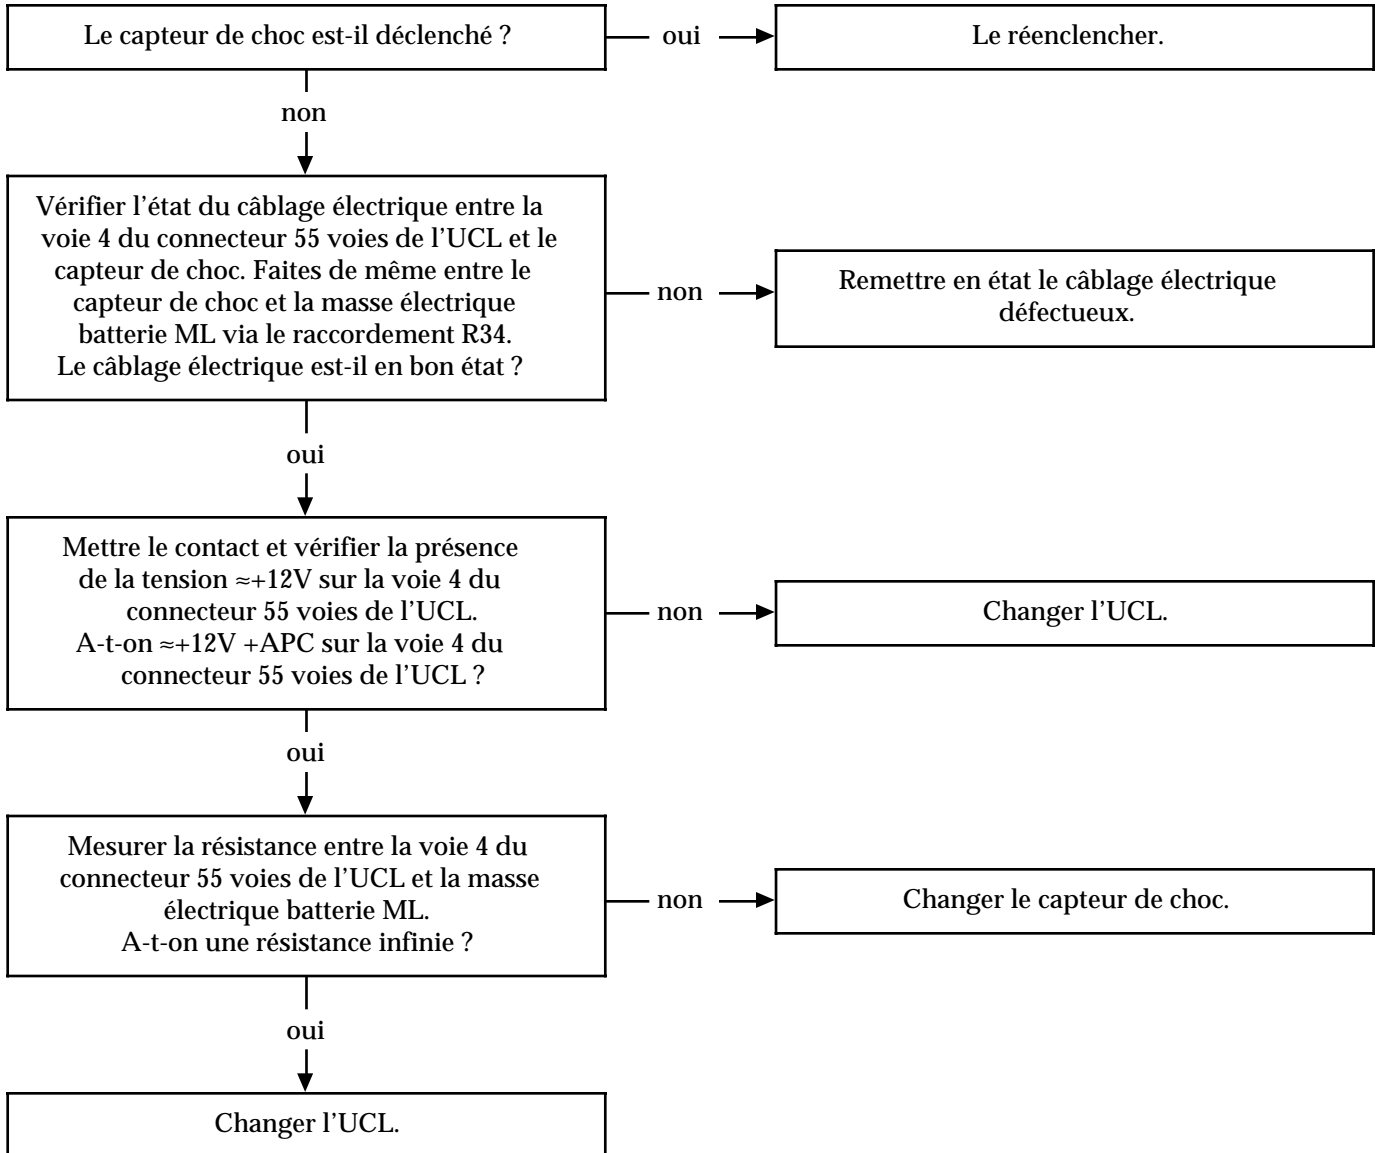 Le capteur de choc est-il déclenché ?
oui
Le réenclencher.
non
Vérifier l’état du câblage électrique entre la
voie 4 du connecteur 55 voies de l’UCL et le
capteur de choc. Faites de même entre le
capteur de choc et la masse électrique
batterie ML via le raccordement R34.
Le câblage électrique est-il en bon état ?
non
Remettre en état le câblage électrique
défectueux.
oui
Mettre le contact et vérifier la présence
de la tension ≈+12V sur la voie 4 du
connecteur 55 voies de l’UCL.
A-t-on ≈+12V +APC sur la voie 4 du
connecteur 55 voies de l’UCL ?
non
Changer l’UCL.
oui
Mesurer la résistance entre la voie 4 du
connecteur 55 voies de l’UCL et la masse
électrique batterie ML.
A-t-on une résistance infinie ?
non
Changer le capteur de choc.
oui
Changer l’UCL.